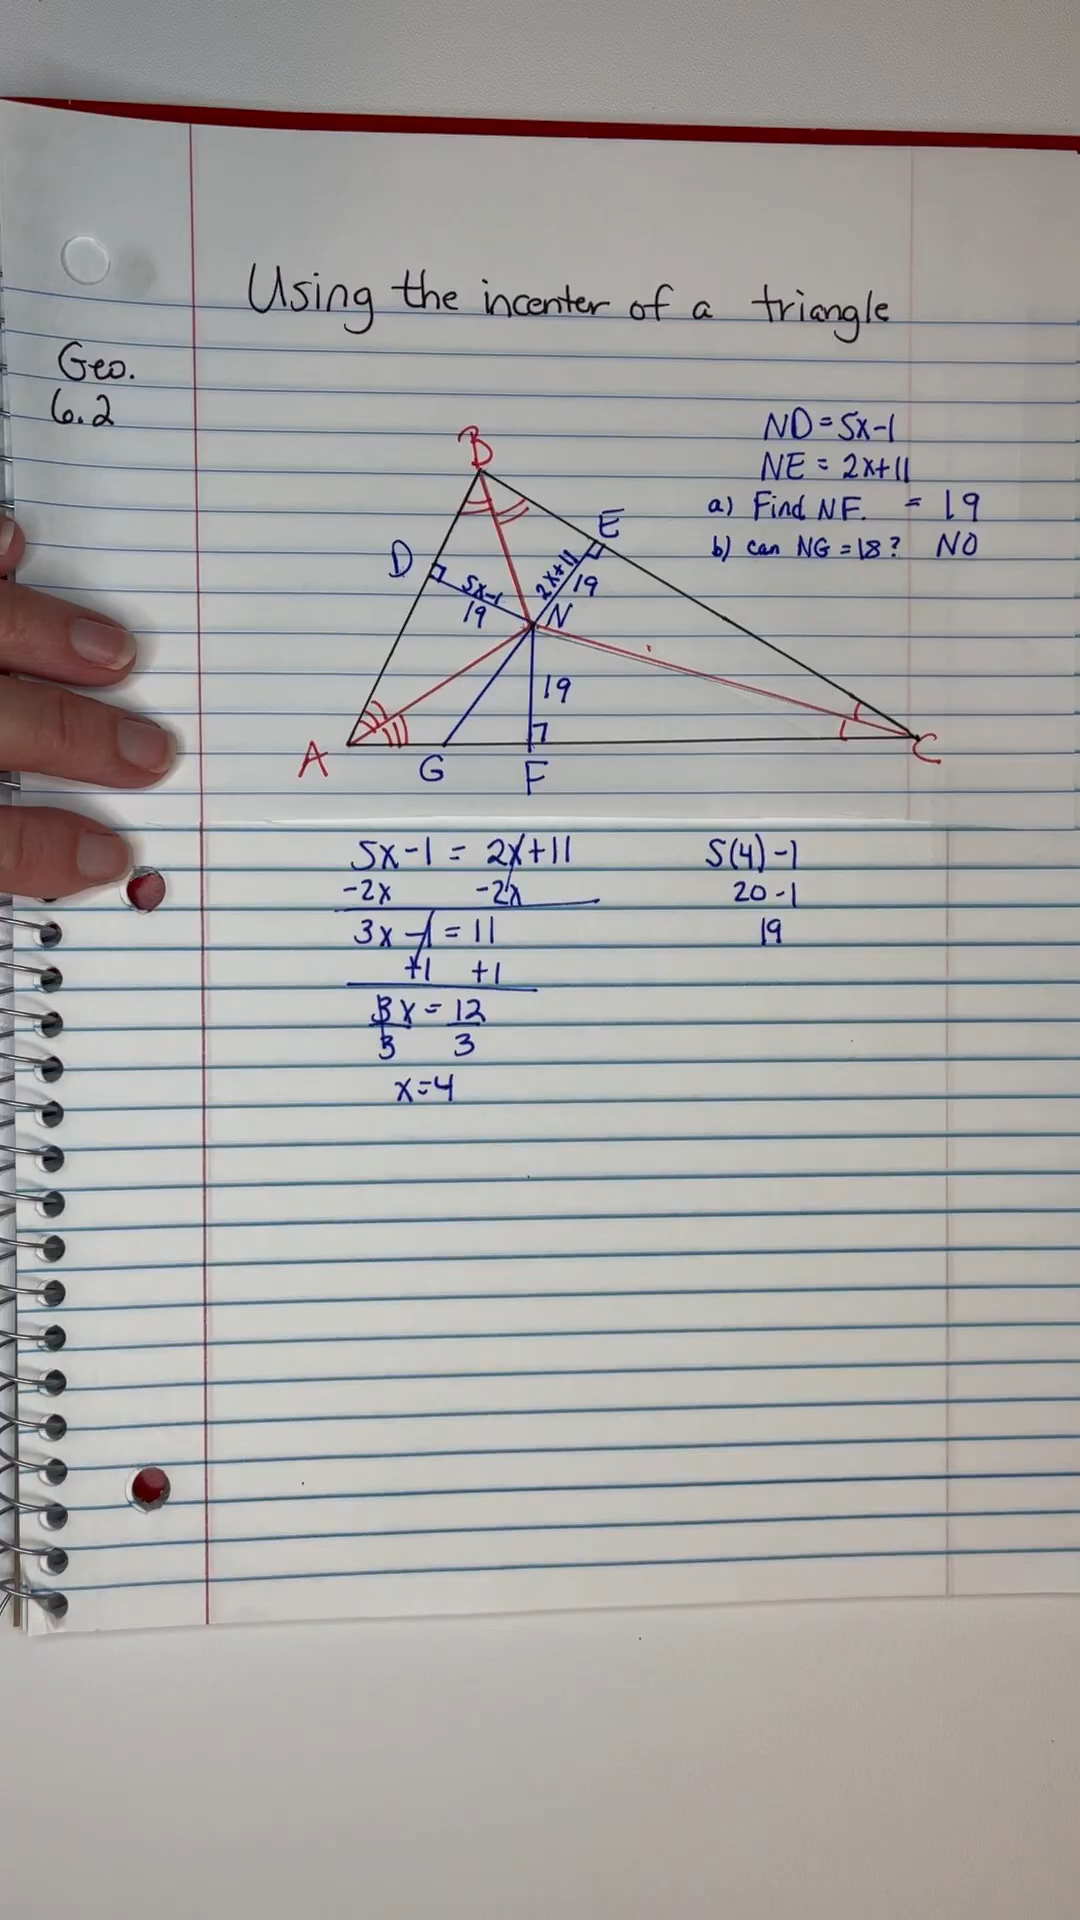 Using the incenter of a triangle
Geo.
6.2
ND = 5x-1
NE = 2x+11
a) Find NF. = 19
b) can NG = 18? NO
B
E
D
5x-1
19
2x+11
19
N
19
A
G
F
C
5x-1 = 2x+11
-2x -2x
3x-1 = 11
+1 +1
3x = 12
3 3
x=4
5(4)-1
20-1
19